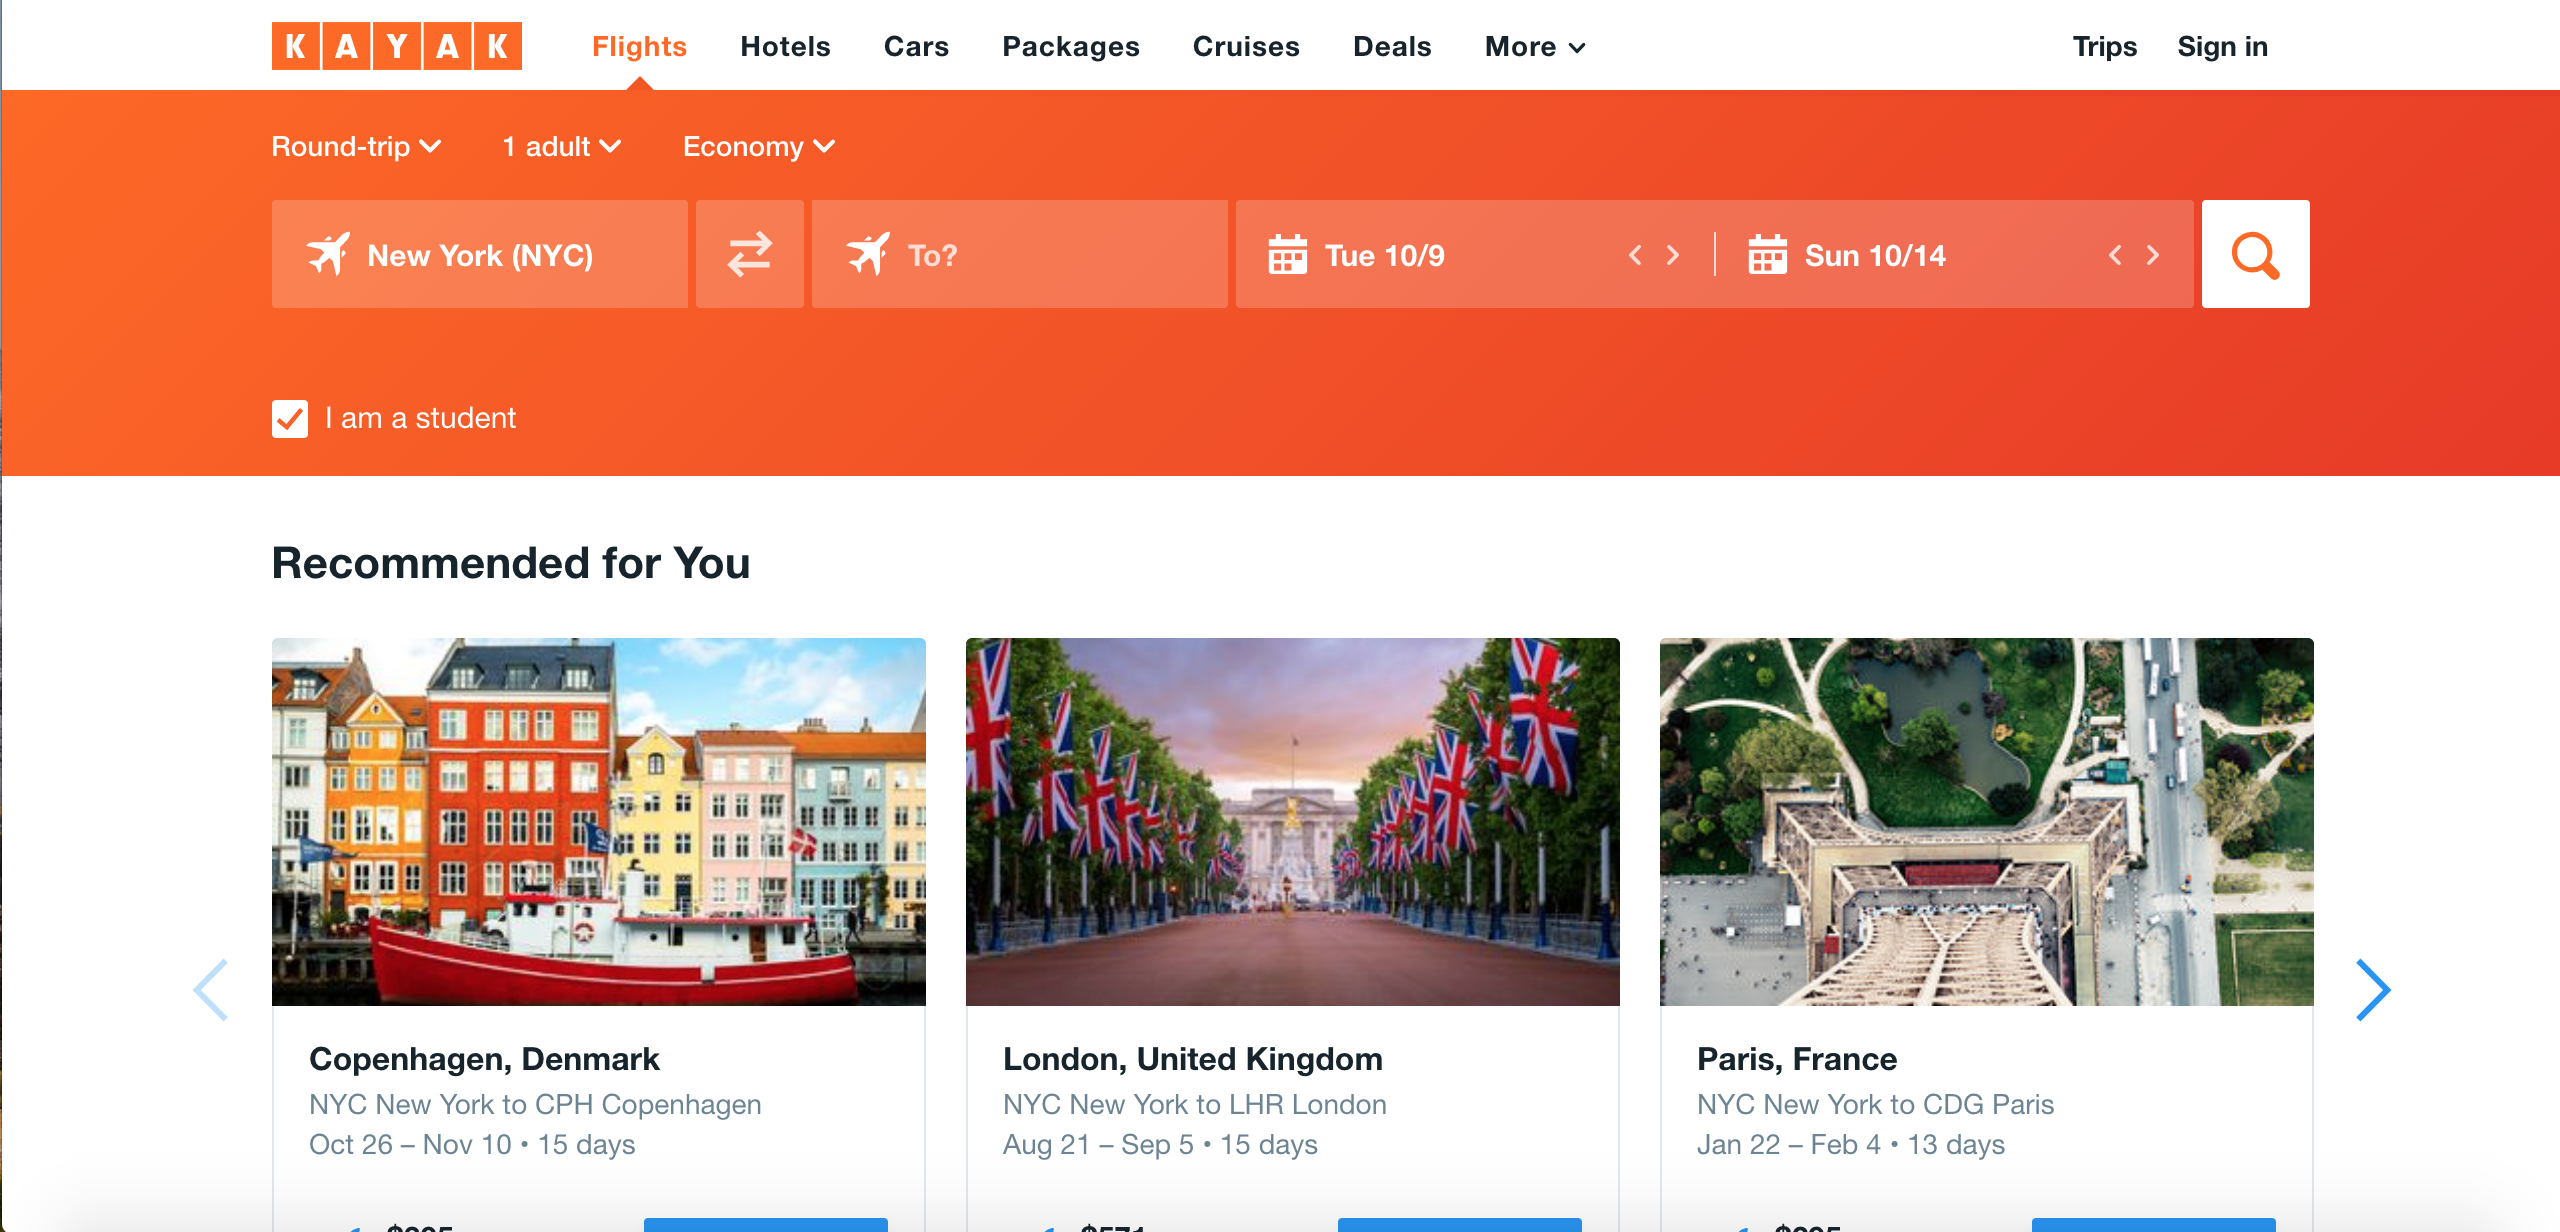 KAYAK
Flights Hotels Cars Packages Cruises Deals More
Trips Sign in
Round-trip 1 adult Economy
New York (NYC) To? Tue 10/9 Sun 10/14
I am a student
Recommended for You
Copenhagen, Denmark
NYC New York to CPH Copenhagen
Oct 26 – Nov 10 • 15 days
London, United Kingdom
NYC New York to LHR London
Aug 21 – Sep 5 • 15 days
Paris, France
NYC New York to CDG Paris
Jan 22 – Feb 4 • 13 days